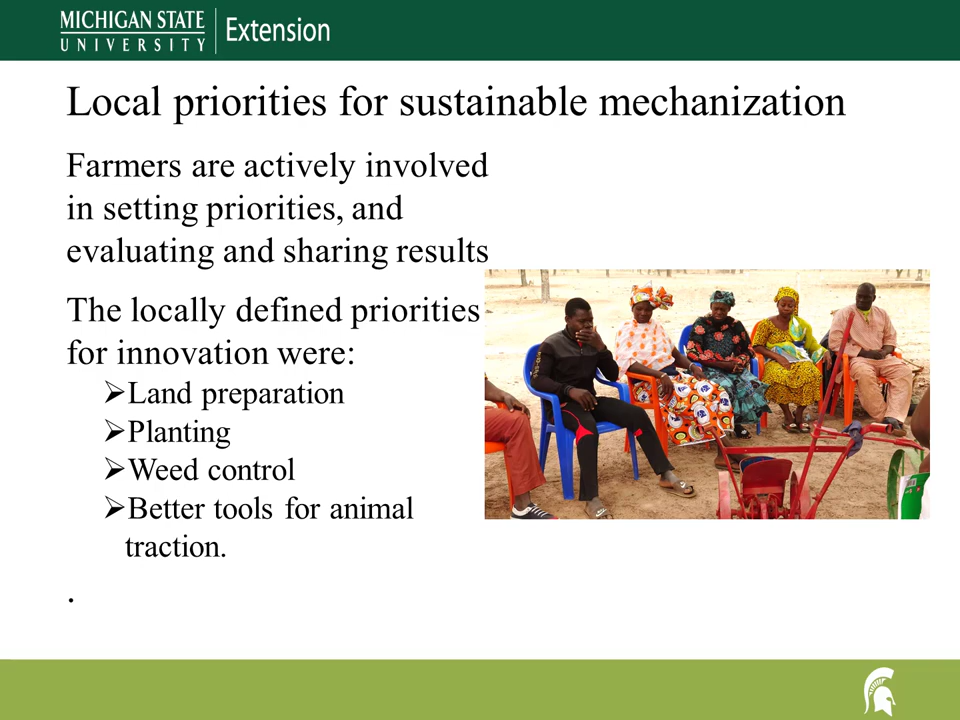 MICHIGAN STATE
UNIVERSITY
Extension
Local priorities for sustainable mechanization
Farmers are actively involved
in setting priorities, and
evaluating and sharing results
The locally defined priorities
for innovation were:
➢Land preparation
➢Planting
➢Weed control
➢Better tools for animal
traction.
.